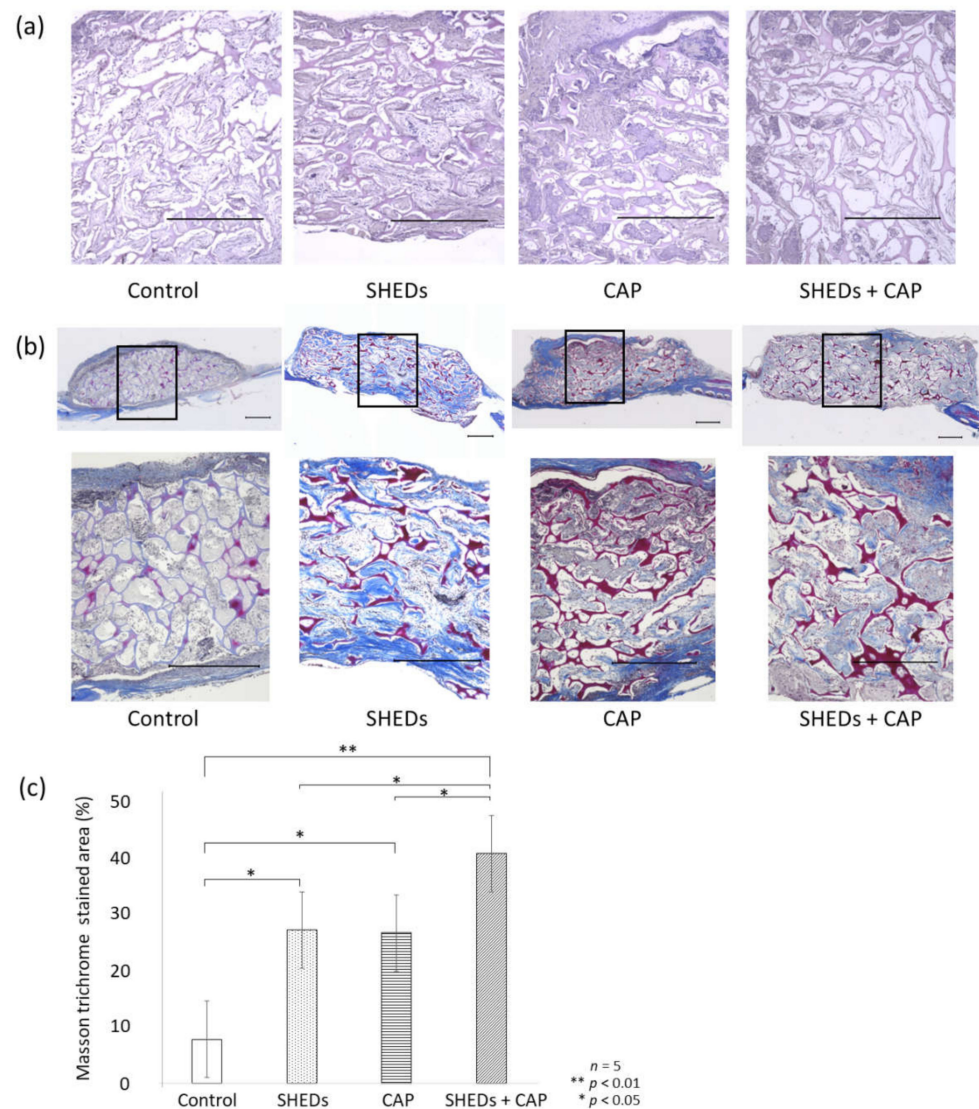 (a)
Control SHEDs CAP SHEDs + CAP
(b)
Control SHEDs CAP SHEDs + CAP
(c)
Masson trichrome stained area (%)
50
40
30
20
10
0
**
*
*
*
*
Control SHEDs CAP SHEDs + CAP
n = 5
** p < 0.01
* p < 0.05